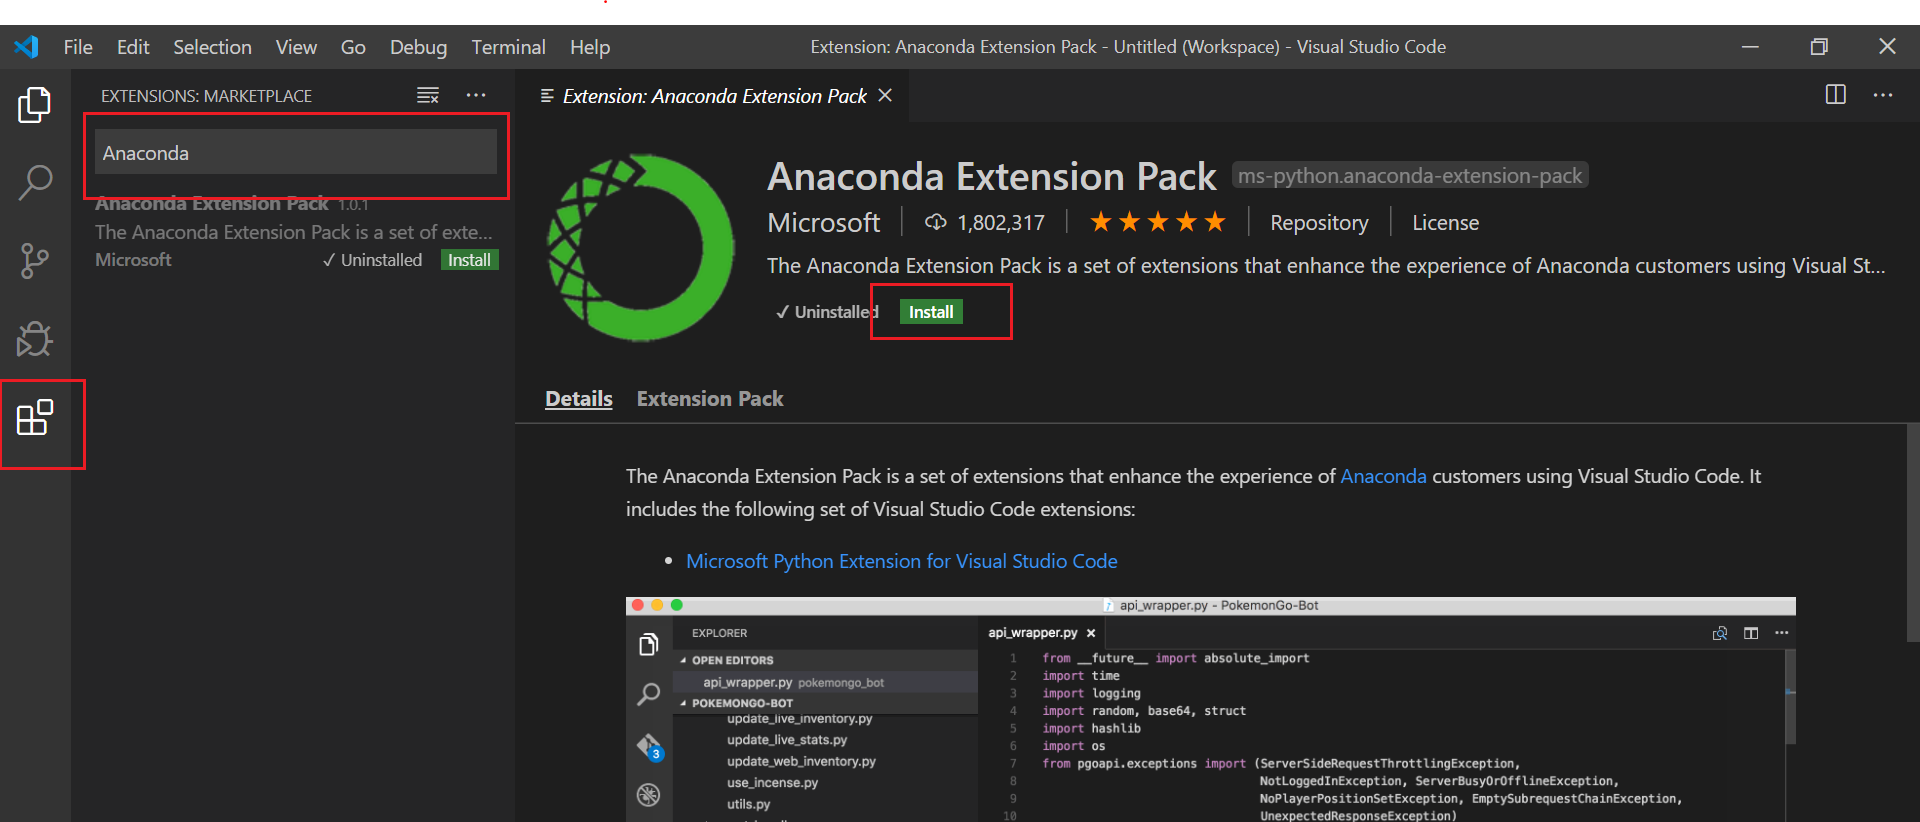 File Edit Selection View Go Debug Terminal Help
Extension: Anaconda Extension Pack - Untitled (Workspace) - Visual Studio Code
EXTENSIONS: MARKETPLACE
Anaconda
Anaconda Extension Pack 1.0.1
The Anaconda Extension Pack is a set of exte...
Microsoft ✓ Uninstalled Install
Extension: Anaconda Extension Pack
Anaconda Extension Pack ms-python.anaconda-extension-pack
Microsoft 1,802,317 ★★★★★ Repository License
The Anaconda Extension Pack is a set of extensions that enhance the experience of Anaconda customers using Visual St...
✓ Uninstalled Install
Details Extension Pack
The Anaconda Extension Pack is a set of extensions that enhance the experience of Anaconda customers using Visual Studio Code. It
includes the following set of Visual Studio Code extensions:
• Microsoft Python Extension for Visual Studio Code
api_wrapper.py - PokemonGo-Bot
EXPLORER
OPEN EDITORS
api_wrapper.py pokemongo_bot
POKEMONGO-BOT
update_live_inventory.py
update_live_stats.py
update_web_inventory.py
use_incense.py
utils.py
3
api_wrapper.py
1 from __future__ import absolute_import
2 import time
3 import logging
4 import random, base64, struct
5 import hashlib
6 import os
7 from pgoapi.exceptions import (ServerSideRequestThrottlingException,
8 NotLoggedInException, ServerBusyOrOfflineException,
9 NoPlayerPositionSetException, EmptySubrequestChainException,
10 UnexpectedResponseException)